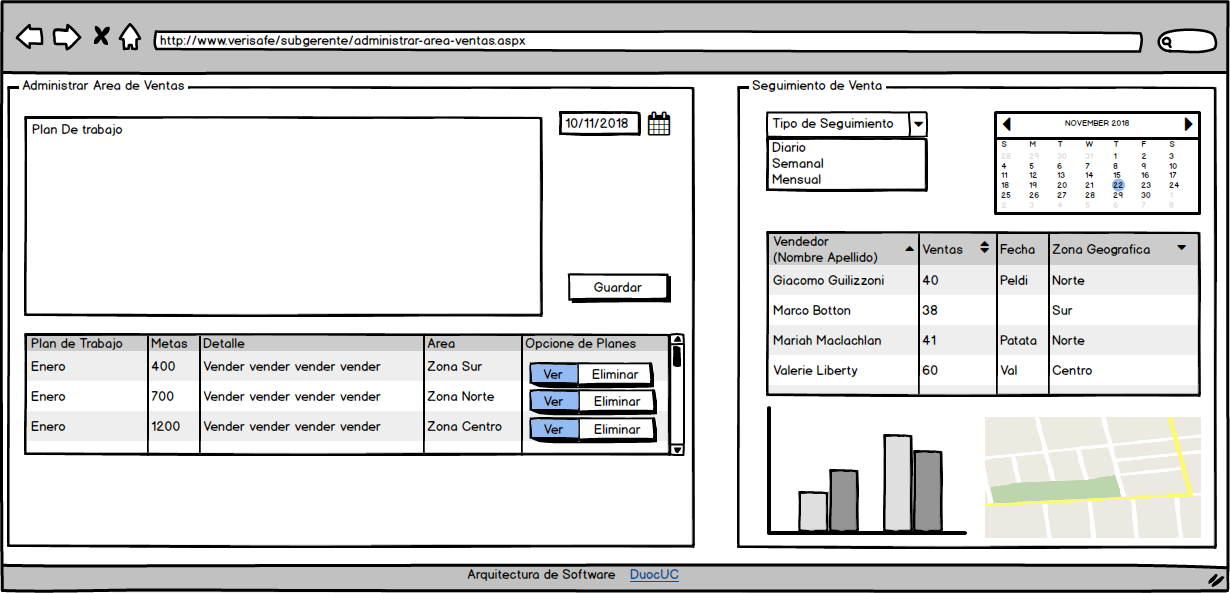 http://www.verisafe/subgerente/administrar-area-ventas.aspx
Administrar Area de Ventas
Plan De trabajo
10/11/2018
Guardar
Plan de Trabajo Metas Detalle Area Opcione de Planes
Enero 400 Vender vender vender vender Zona Sur Ver Eliminar
Enero 700 Vender vender vender vender Zona Norte Ver Eliminar
Enero 1200 Vender vender vender vender Zona Centro Ver Eliminar
Seguimiento de Venta
Tipo de Seguimiento
Diario
Semanal
Mensual
NOVEMBER 2018
S M T W T F S
28 29 30 31 1 2 3
4 5 6 7 8 9 10
11 12 13 14 15 16 17
18 19 20 21 22 23 24
25 26 27 28 29 30 1
2 3 4 5 6 7 8
Vendedor
(Nombre Apellido) Ventas Fecha Zona Geografica
Giacomo Guilizzoni 40 Peldi Norte
Marco Botton 38 Sur
Mariah Maclachlan 41 Patata Norte
Valerie Liberty 60 Val Centro
Arquitectura de Software DuocUC